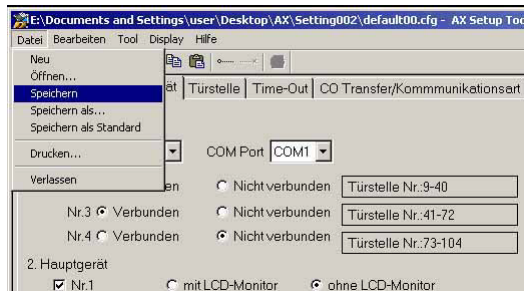 E:\Documents and Settings\user\Desktop\AX\Setting002\default00.cfg - AX Setup Too
Datei Bearbeiten Tool Display Hilfe
Neu
Öffnen...
Speichern
Speichern als...
Speichern als Standard
Drucken...
Verlassen
ät Türstelle Time-Out CO Transfer/Kommmunikationsart
COM Port COM1
en Nicht verbunden Türstelle Nr.:9-40
Nr.3 Verbunden Nicht verbunden Türstelle Nr.:41-72
Nr.4 Verbunden Nicht verbunden Türstelle Nr.:73-104
2. Hauptgerät
Nr.1 mit LCD-Monitor ohne LCD-Monitor